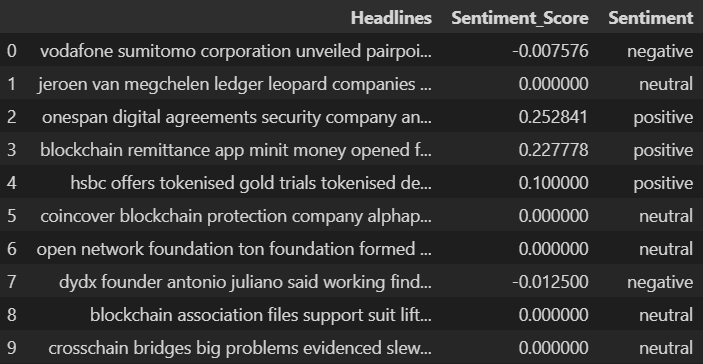 Headlines Sentiment_Score Sentiment
0 vodafone sumitomo corporation unveiled pairpoi... -0.007576 negative
1 jeroen van megchelen ledger leopard companies ... 0.000000 neutral
2 onespan digital agreements security company an... 0.252841 positive
3 blockchain remittance app minit money opened f... 0.227778 positive
4 hsbc offers tokenised gold trials tokenised de... 0.100000 positive
5 coincover blockchain protection company alphap... 0.000000 neutral
6 open network foundation ton foundation formed ... 0.000000 neutral
7 dydx founder antonio juliano said working find... -0.012500 negative
8 blockchain association files support suit lift... 0.000000 neutral
9 crosschain bridges big problems evidenced slew... 0.000000 neutral